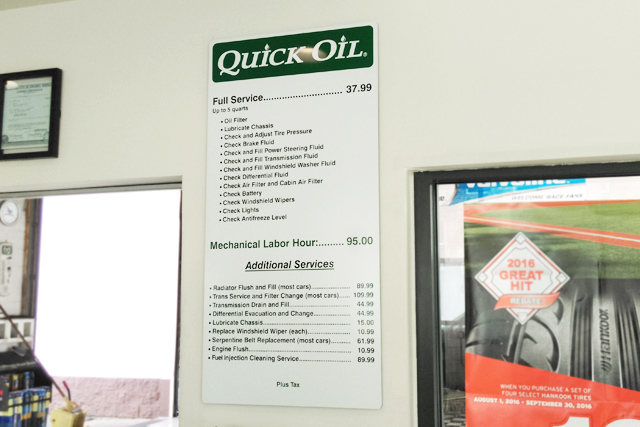 QUICK OIL®
Full Service............................ 37.99
Up to 5 quarts
• Oil Filter
• Lubricate Chassis
• Check and Adjust Tire Pressure
• Check Brake Fluid
• Check and Fill Power Steering Fluid
• Check and Fill Transmission Fluid
• Check and Fill Windshield Washer Fluid
• Check Differential Fluid
• Check Air Filter and Cabin Air Filter
• Check Battery
• Check Windshield Wipers
• Check Lights
• Check Antifreeze Level
Mechanical Labor Hour:......... 95.00
Additional Services
• Radiator Flush and Fill (most cars)................. 89.99
• Trans Service and Filter Change (most cars)...... 109.99
• Transmission Drain and Fill......................... 44.99
• Differential Evacuation and Change................ 44.99
• Lubricate Chassis................................... 15.00
• Replace Windshield Wiper (each).................. 10.99
• Serpentine Belt Replacement (most cars)......... 61.99
• Engine Flush........................................ 10.99
• Fuel Injection Cleaning Service.................... 89.99
Plus Tax
2016
GREAT
HIT
REBATE
HANKOOK
WHEN YOU PURCHASE A SET OF
FOUR SELECT HANKOOK TIRES
AUGUST 1, 2016 - SEPTEMBER 30, 2016